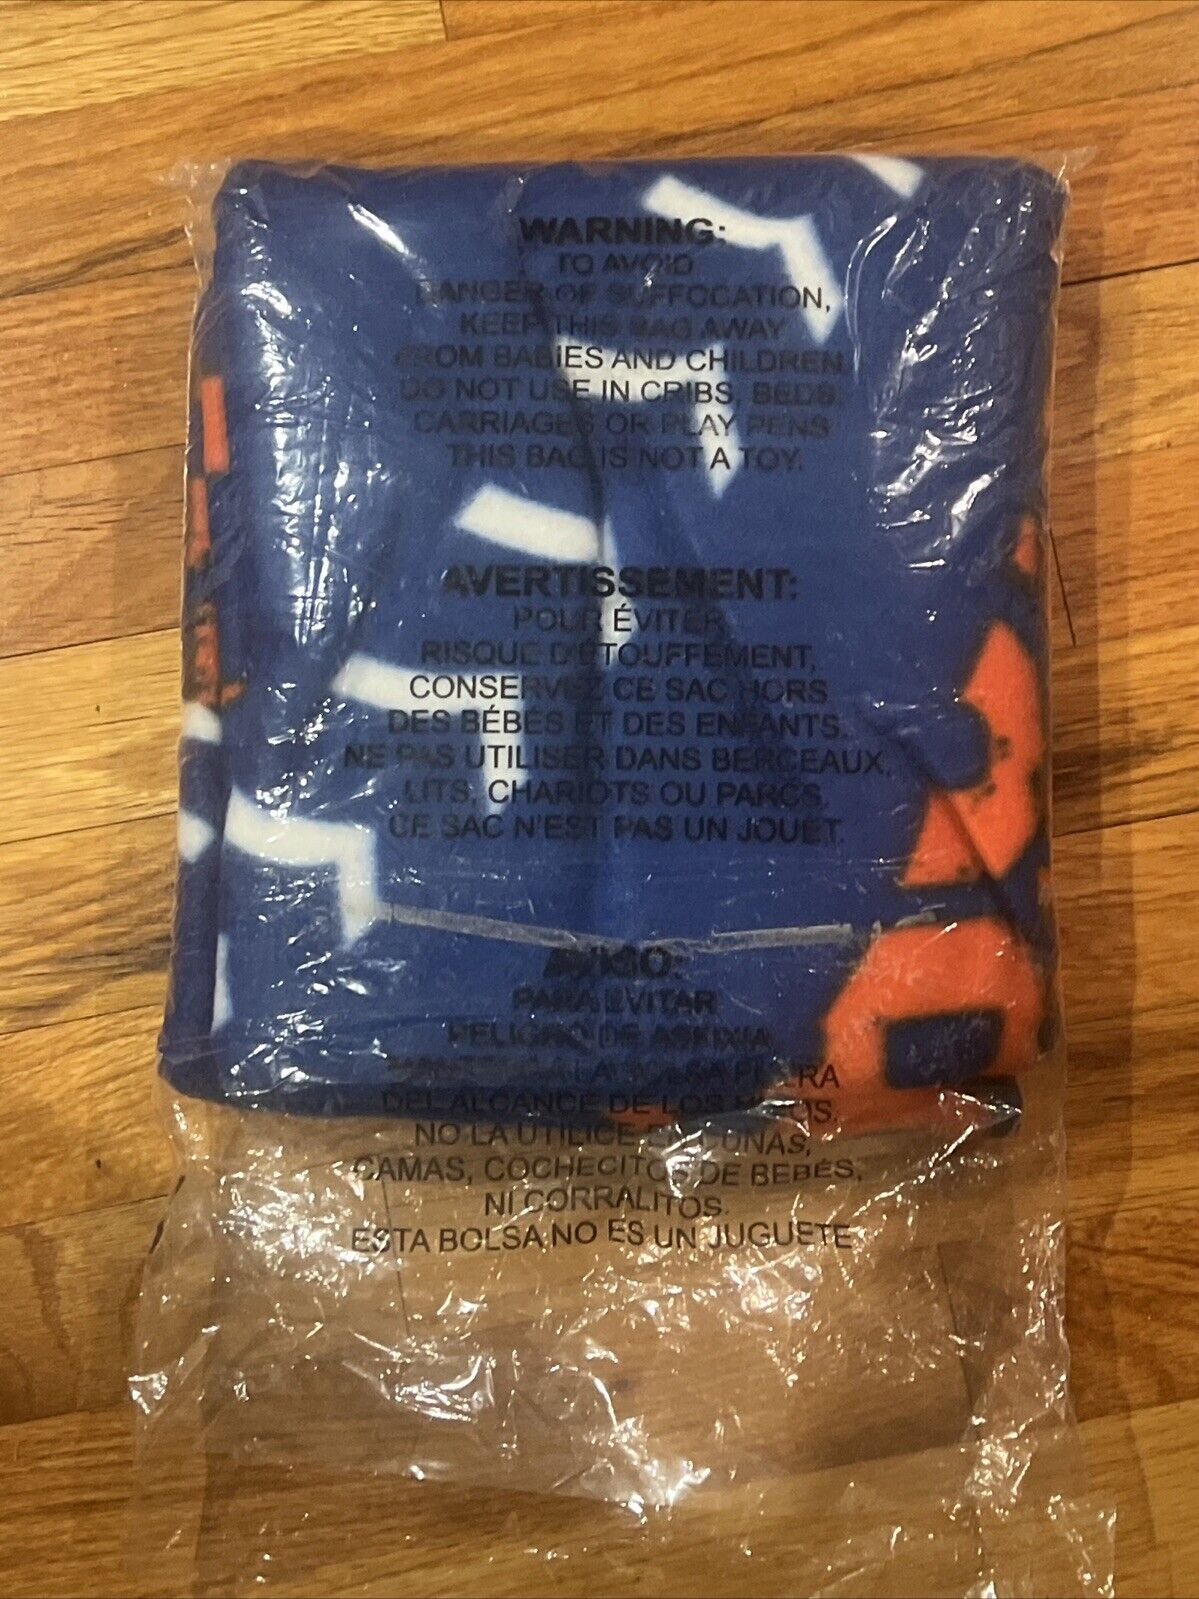 WARNING:
TO AVOID
DANGER OF SUFFOCATION,
KEEP THIS BAG AWAY
FROM BABIES AND CHILDREN.
DO NOT USE IN CRIBS, BEDS,
CARRIAGES OR PLAY PENS.
THIS BAG IS NOT A TOY.
AVERTISSEMENT:
POUR ÉVITER
RISQUE D'ÉTOUFFEMENT,
CONSERVEZ CE SAC HORS
DES BÉBÉS ET DES ENFANTS.
NE PAS UTILISER DANS BERCEAUX,
LITS, CHARIOTS OU PARCS.
CE SAC N'EST PAS UN JOUET.
AVISO:
PARA EVITAR
PELIGRO DE ASFIXIA
MANTENGA LA BOLSA FUERA
DEL ALCANCE DE LOS NIÑOS.
NO LA UTILICE EN CUNAS,
CAMAS, COCHECITOS DE BEBÉS,
NI CORRALITOS.
ESTA BOLSA NO ES UN JUGUETE